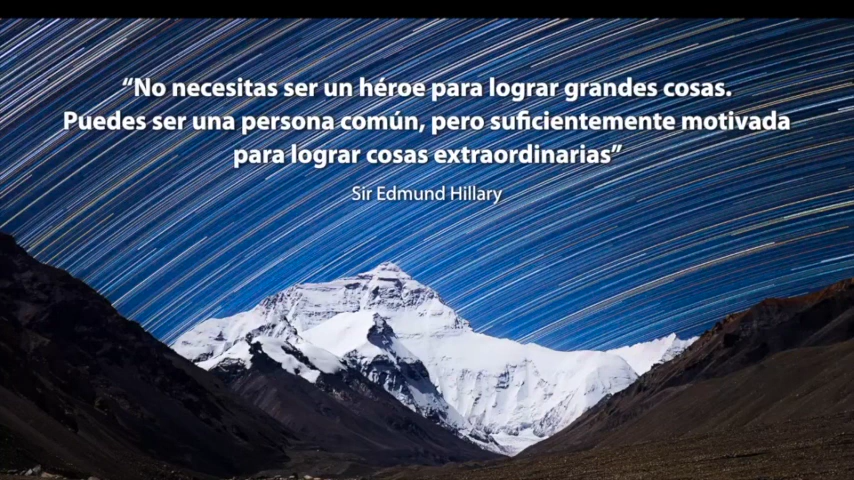 “No necesitas ser un héroe para lograr grandes cosas.
Puedes ser una persona común, pero suficientemente motivada
para lograr cosas extraordinarias”
Sir Edmund Hillary